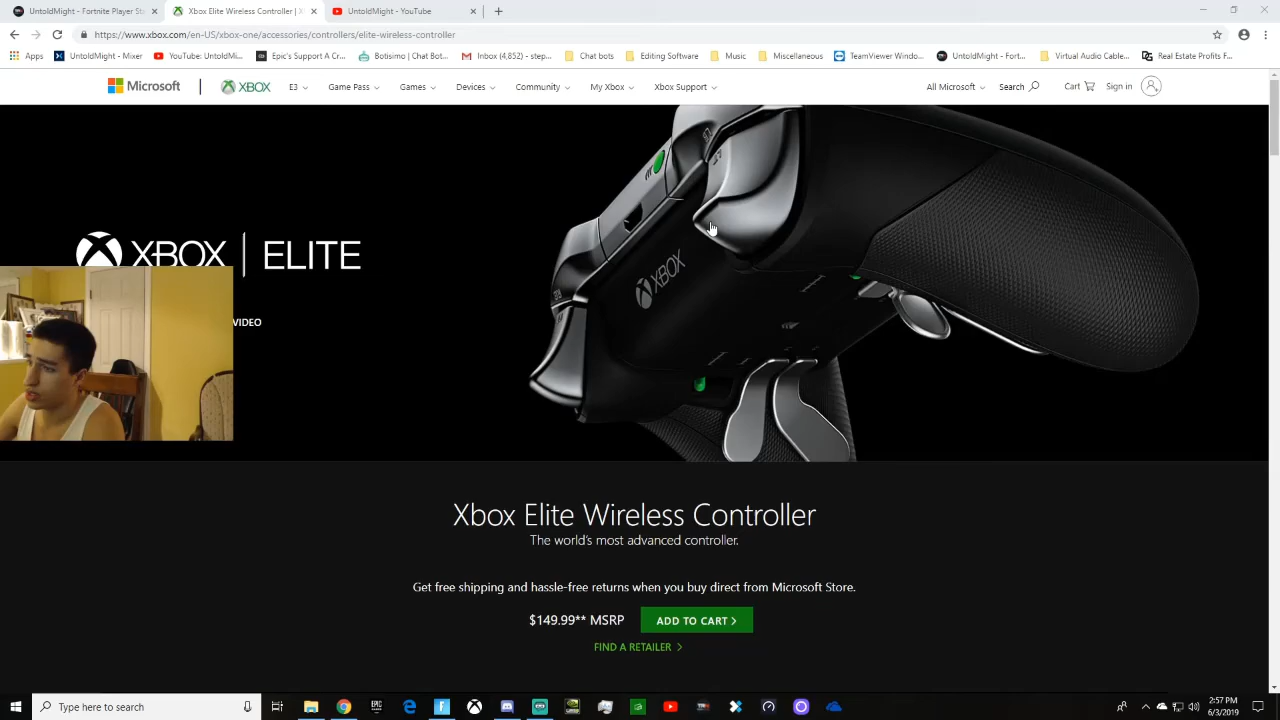 UntoldMight - Fortnite Player St
Xbox Elite Wireless Controller | X
UntoldMight - YouTube
https://www.xbox.com/en-US/xbox-one/accessories/controllers/elite-wireless-controller
Apps
UntoldMight - Mixer
YouTube: UntoldMi...
Epic's Support A Cr...
Botisimo | Chat Bot...
Inbox (4,852) - step...
Chat bots
Editing Software
Music
Miscellaneous
TeamViewer Window...
UntoldMight - Fort...
Virtual Audio Cable...
Real Estate Profits F...
Microsoft
XBOX
E3
Game Pass
Games
Devices
Community
My Xbox
Xbox Support
All Microsoft
Search
Cart
Sign in
XBOX | ELITE
XBOX
VIDEO
Xbox Elite Wireless Controller
The world's most advanced controller.
Get free shipping and hassle-free returns when you buy direct from Microsoft Store.
$149.99** MSRP
ADD TO CART >
FIND A RETAILER >
Type here to search
2:57 PM
6/3/2019